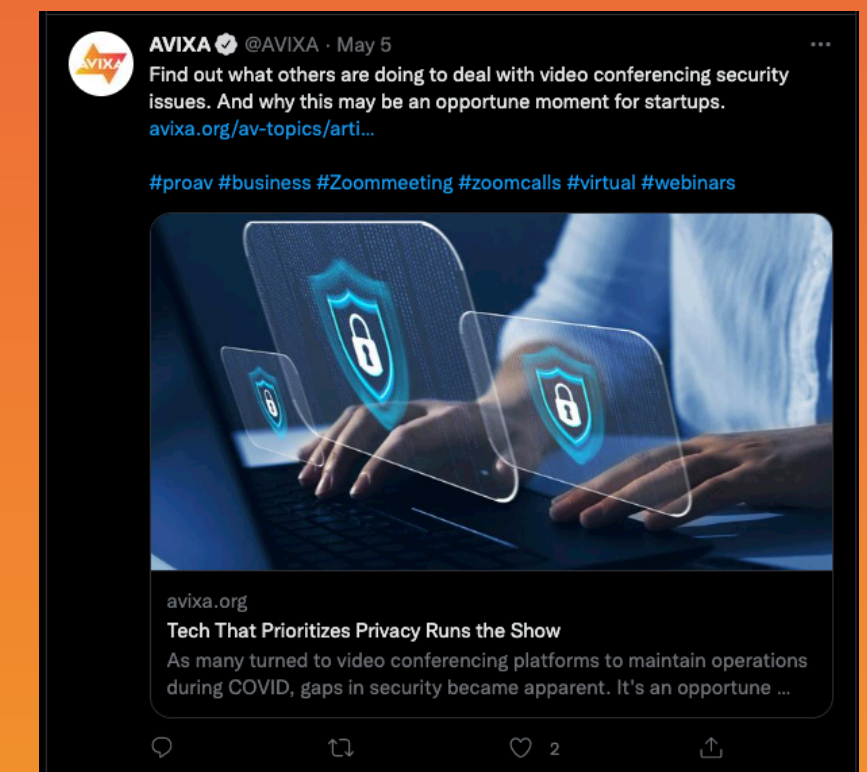 AVIXA
AVIXA @AVIXA · May 5
Find out what others are doing to deal with video conferencing security
issues. And why this may be an opportune moment for startups.
avixa.org/av-topics/arti...
#proav #business #Zoommeeting #zoomcalls #virtual #webinars
avixa.org
Tech That Prioritizes Privacy Runs the Show
As many turned to video conferencing platforms to maintain operations
during COVID, gaps in security became apparent. It's an opportune ...
2